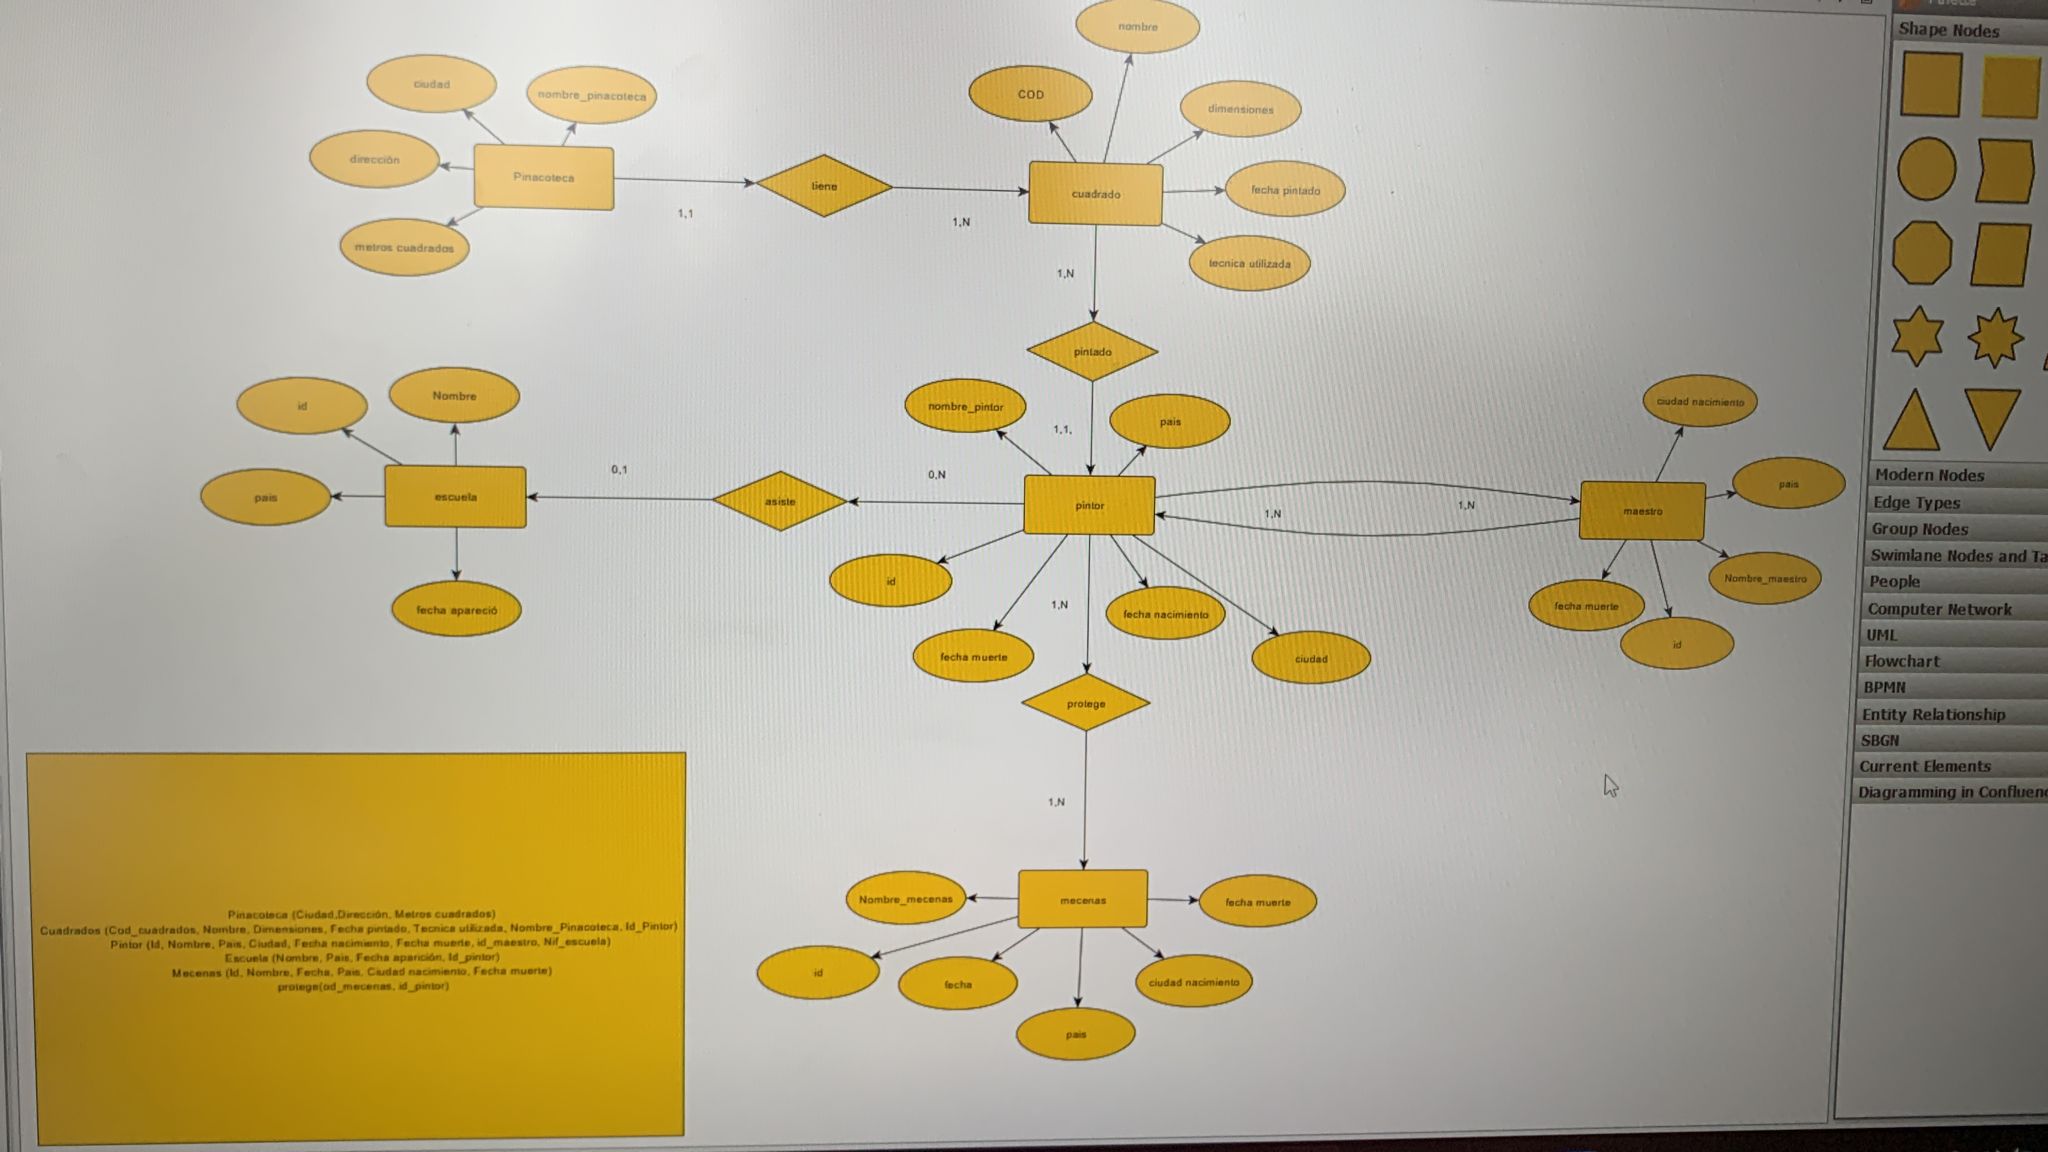 nombre
ciudad
nombre_pinacoteca
COD
dimensiones
dirección
Pinacoteca
tiene
cuadrado
fecha pintado
metros cuadrados
1,1
1,N
tecnica utilizada
1,N
pintado
id
Nombre
nombre_pintor
1,1.
pais
ciudad nacimiento
pais
escuela
0,1
asiste
0,N
pintor
1,N
1,N
maestro
pais
fecha apareció
id
1,N
fecha nacimiento
fecha muerte
Nombre_maestro
fecha muerte
ciudad
id
protege
1,N
Nombre_mecenas
mecenas
fecha muerte
id
fecha
ciudad nacimiento
pais
Pinacoteca (Ciudad,Dirección, Metros cuadrados)
Cuadrados (Cod_cuadrados, Nombre, Dimensiones, Fecha pintado, Tecnica utilizada, Nombre_Pinacoteca, Id_Pintor)
Pintor (Id, Nombre, Pais, Ciudad, Fecha nacimiento, Fecha muerte, id_maestro, Nif_escuela)
Escuela (Nombre, Pais, Fecha aparición, Id_pintor)
Mecenas (Id, Nombre, Fecha, Pais, Ciudad nacimiento, Fecha muerte)
protege(od_mecenas, id_pintor)
Shape Nodes
Modern Nodes
Edge Types
Group Nodes
Swimlane Nodes and Ta
People
Computer Network
UML
Flowchart
BPMN
Entity Relationship
SBGN
Current Elements
Diagramming in Confluen